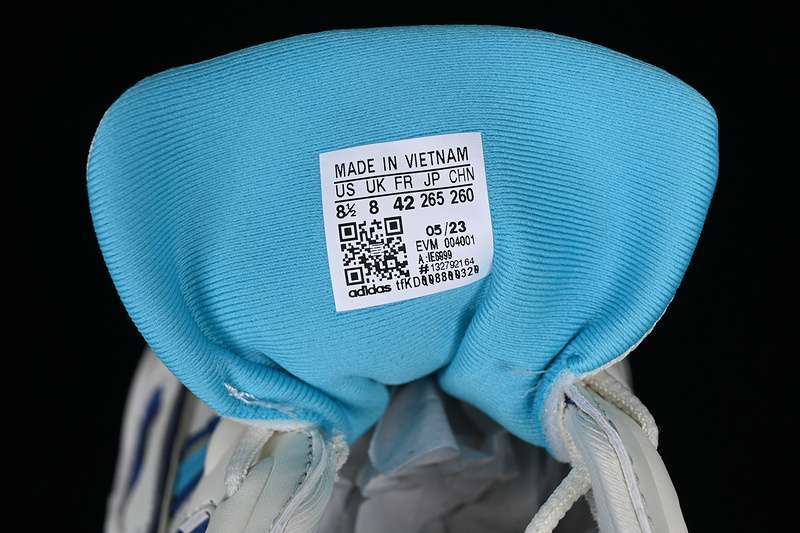 MADE IN VIETNAM
US UK FR JP CHN
8½ 8 42 265 260
05/23
EVM 004001
A:IE6999
#132792164
adidas